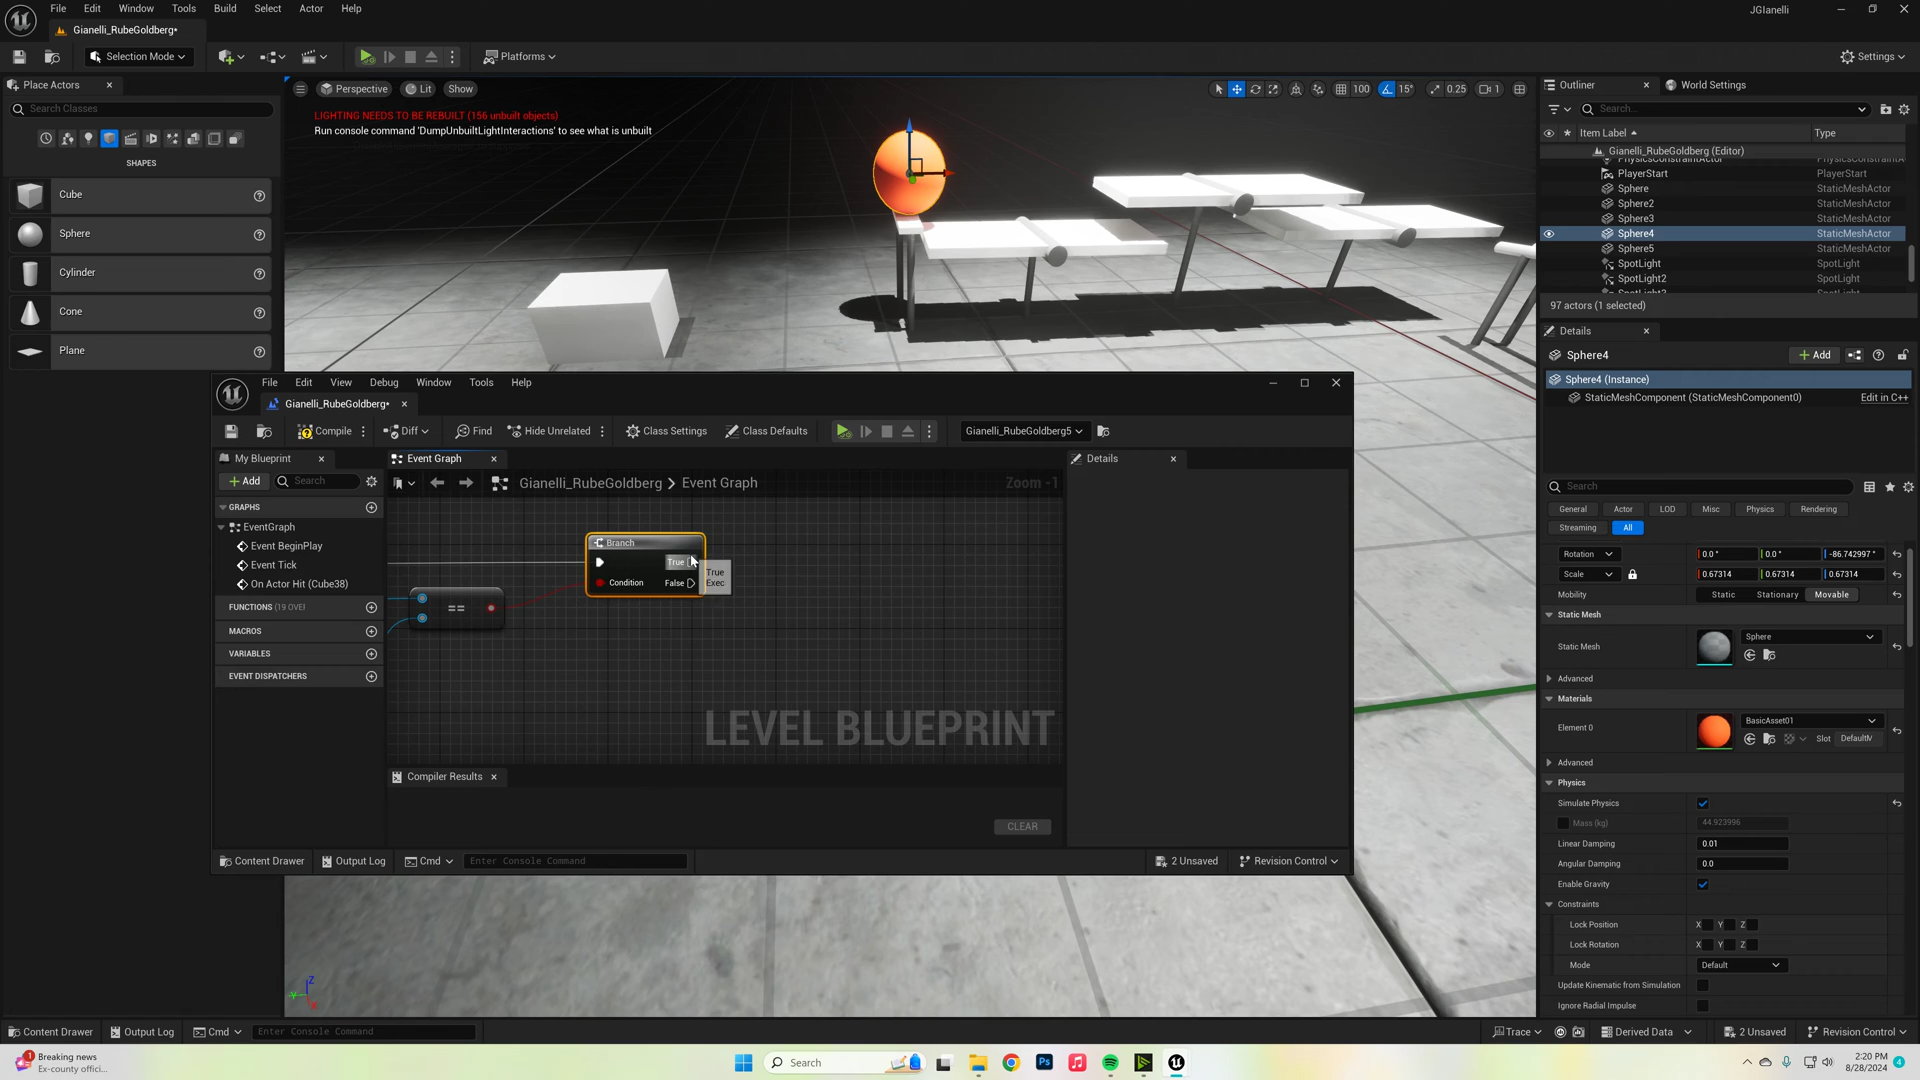 File Edit Window Tools Build Select Actor Help
JGIanelli
Gianelli_RubeGoldberg*
Selection Mode
Platforms
Settings
Place Actors
Search Classes
SHAPES
Cube
Sphere
Cylinder
Cone
Plane
Perspective Lit Show
100 15° 0.25 1
LIGHTING NEEDS TO BE REBUILT (156 unbuilt objects)
Run console command 'DumpUnbuiltLightInteractions' to see what is unbuilt
Outliner World Settings
Search...
Item Label Type
Gianelli_RubeGoldberg (Editor)
PlayerStart PlayerStart
Sphere StaticMeshActor
Sphere2 StaticMeshActor
Sphere3 StaticMeshActor
Sphere4 StaticMeshActor
Sphere5 StaticMeshActor
SpotLight SpotLight
SpotLight2 SpotLight
97 actors (1 selected)
Details
Sphere4
Add
Sphere4 (Instance)
StaticMeshComponent (StaticMeshComponent0) Edit in C++
Search
General Actor LOD Misc Physics Rendering
Streaming All
Rotation 0.0 ° 0.0 ° -86.742997 °
Scale 0.67314 0.67314 0.67314
Mobility Static Stationary Movable
Static Mesh
Static Mesh Sphere
Advanced
Materials
Element 0 BasicAsset01
Slot DefaultM
Advanced
Physics
Simulate Physics
Mass (kg) 44.923996
Linear Damping 0.01
Angular Damping 0.0
Enable Gravity
Constraints
Lock Position X Y Z
Lock Rotation X Y Z
Mode Default
Update Kinematic from Simulation
Ignore Radial Impulse
File Edit View Debug Window Tools Help
Gianelli_RubeGoldberg*
Compile Diff Find Hide Unrelated Class Settings Class Defaults Gianelli_RubeGoldberg5
My Blueprint
Add Search
GRAPHS
EventGraph
Event BeginPlay
Event Tick
On Actor Hit (Cube38)
FUNCTIONS (19 OVER
MACROS
VARIABLES
EVENT DISPATCHERS
Event Graph
Gianelli_RubeGoldberg > Event Graph Zoom -1
Branch
True
Condition False
True
Exec
==
LEVEL BLUEPRINT
Compiler Results
CLEAR
Details
Content Drawer Output Log Cmd Enter Console Command 2 Unsaved Revision Control
Z
Y
X
Content Drawer Output Log Cmd Enter Console Command Trace Derived Data 2 Unsaved Revision Control
1
Breaking news
Ex-county offici...
Search
Ps
2:20 PM
8/28/2024
4